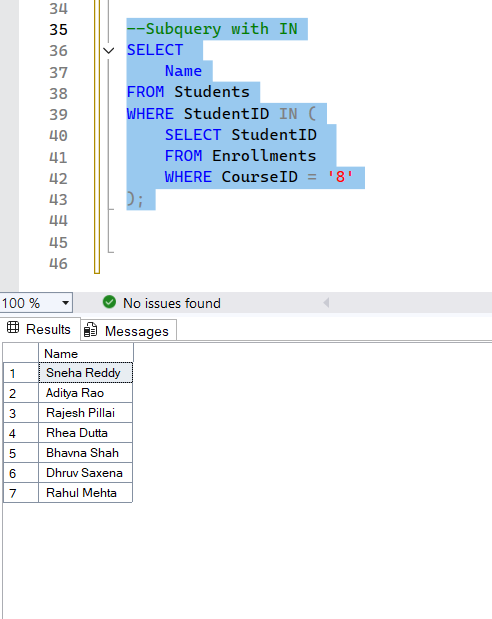 34
35 --Subquery with IN
36 SELECT
37 Name
38 FROM Students
39 WHERE StudentID IN (
40 SELECT StudentID
41 FROM Enrollments
42 WHERE CourseID = '8'
43 );
44
45
46
100 % No issues found
Results Messages
Name
1 Sneha Reddy
2 Aditya Rao
3 Rajesh Pillai
4 Rhea Dutta
5 Bhavna Shah
6 Dhruv Saxena
7 Rahul Mehta